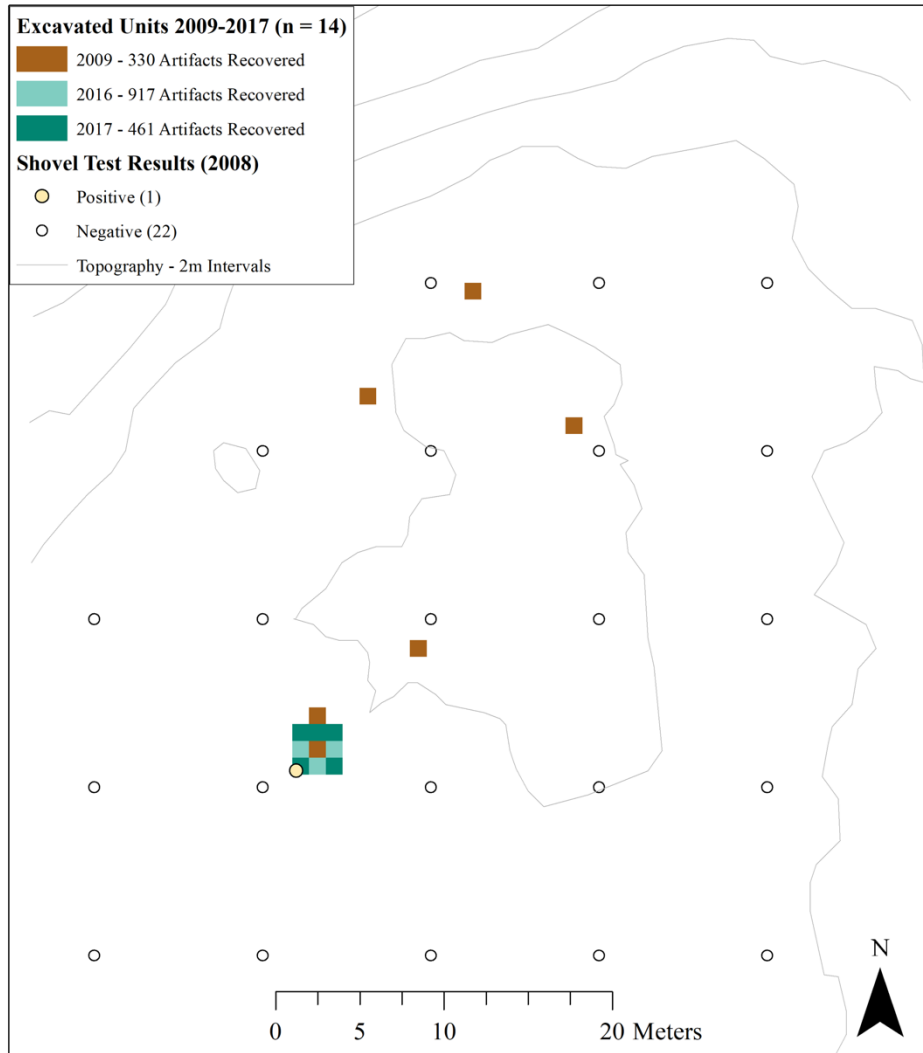 Excavated Units 2009-2017 (n = 14)
2009 - 330 Artifacts Recovered
2016 - 917 Artifacts Recovered
2017 - 461 Artifacts Recovered
Shovel Test Results (2008)
Positive (1)
Negative (22)
Topography - 2m Intervals
N
0 5 10 20 Meters